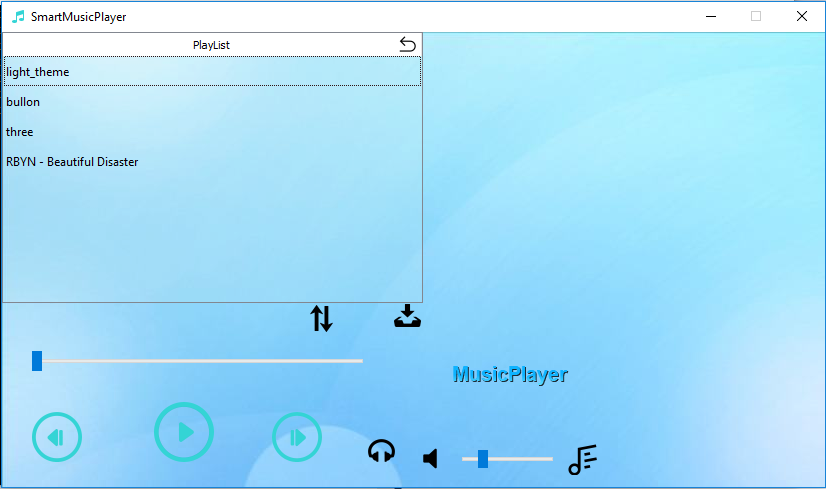 SmartMusicPlayer
PlayList
light_theme
bullon
three
RBYN - Beautiful Disaster
MusicPlayer